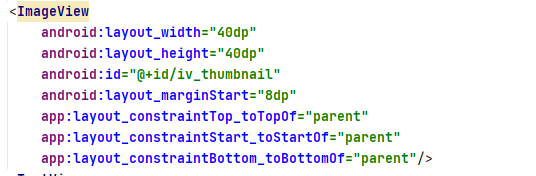 <ImageView
android:layout_width="40dp"
android:layout_height="40dp"
android:id="@+id/iv_thumbnail"
android:layout_marginStart="8dp"
app:layout_constraintTop_toTopOf="parent"
app:layout_constraintStart_toStartOf="parent"
app:layout_constraintBottom_toBottomOf="parent"/>